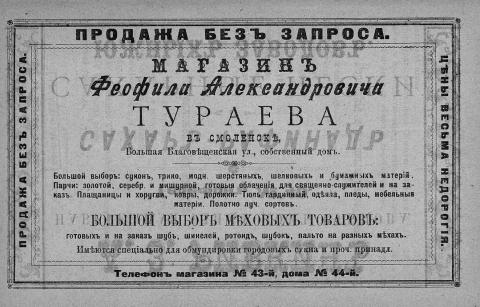 ПРОДАЖА БЕЗЪ ЗАПРОСА.
ПРОДАЖА БЕЗЪ ЗАПРОСА.
МАГАЗИНЪ
Феофила Александровича
ТУРАЕВА
ВЪ СМОЛЕНСКѢ,
Большая Благовѣщенская ул., собственный домъ.
Большой выборъ: суконъ, трико, модн. шерстяныхъ, шелковыхъ и бумажныхъ матерій.
Парчи: золотой, серебр. и мишурной, готовыя облаченія для священно-служителей и на за-
казъ. Плащаницы и хоругви, ковры, дорожки. Тюль гардинный, одѣяла, пледы, мебельныя
матеріи. Полотно луч. сортовъ.
БОЛЬШОЙ ВЫБОРЪ МѢХОВЫХЪ ТОВАРОВЪ:
готовыхъ и на заказъ шубъ, шинелей, ротондъ, шубокъ, пальто на разныхъ мѣхахъ.
Имѣются спеціально для обмундировки городовыхъ сукна и проч. принадл.
Телефонъ магазина № 43-й, дома № 44-й.
ЦѢНЫ ВЕСЬМА НЕДОРОГІЯ.